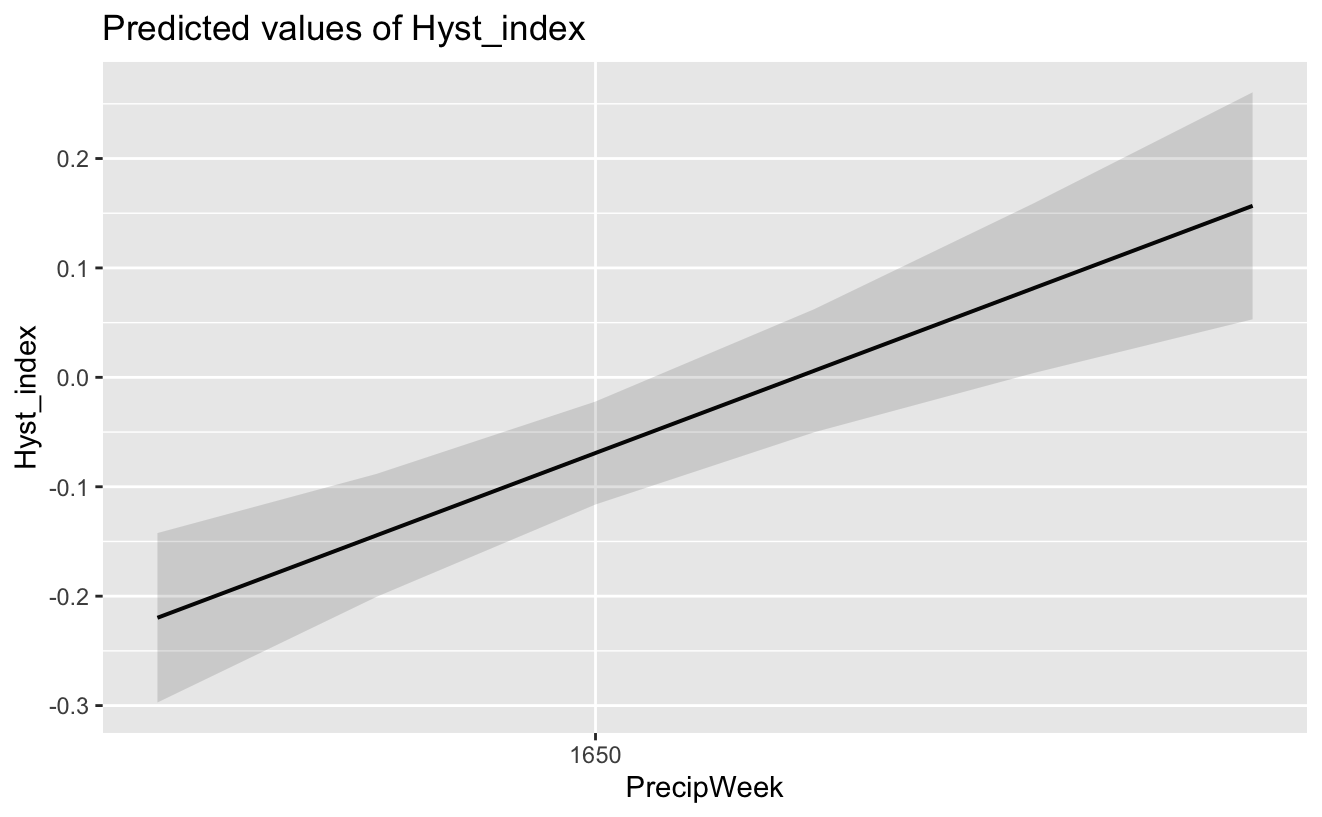 Predicted values of Hyst_index
Hyst_index
0.2
0.1
0.0
-0.1
-0.2
-0.3
1650
PrecipWeek